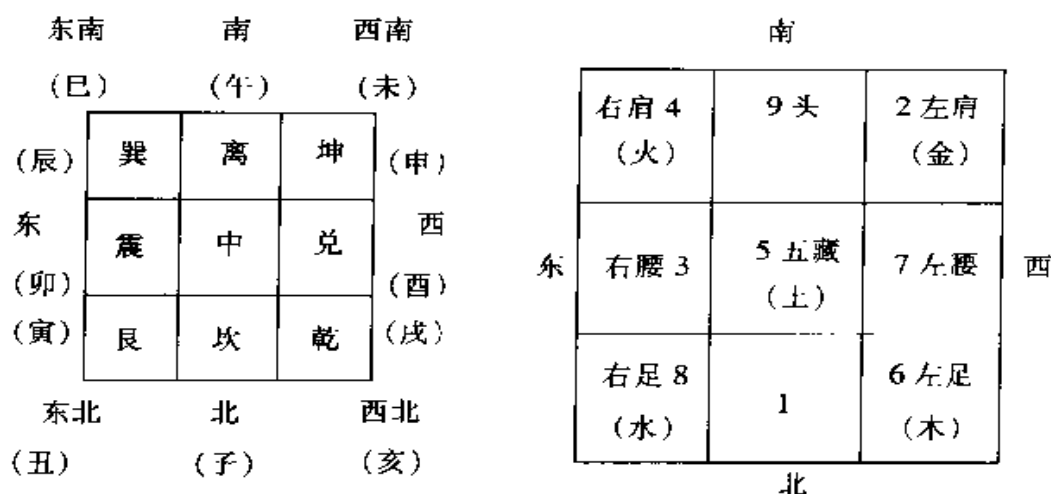 东南 南 西南
(巳) (午) (未)
(辰) 巽 离 坤 (申)
东 西
震 中 兑
(卯) (酉)
(寅) 艮 坎 乾 (戌)
东北 北 西北
(丑) (子) (亥)
南
右肩4 9头 2左肩
(火) (金)
东 右腰3 5五藏 7左腰 西
(土)
右足8 1 6左足
(水) (木)
北